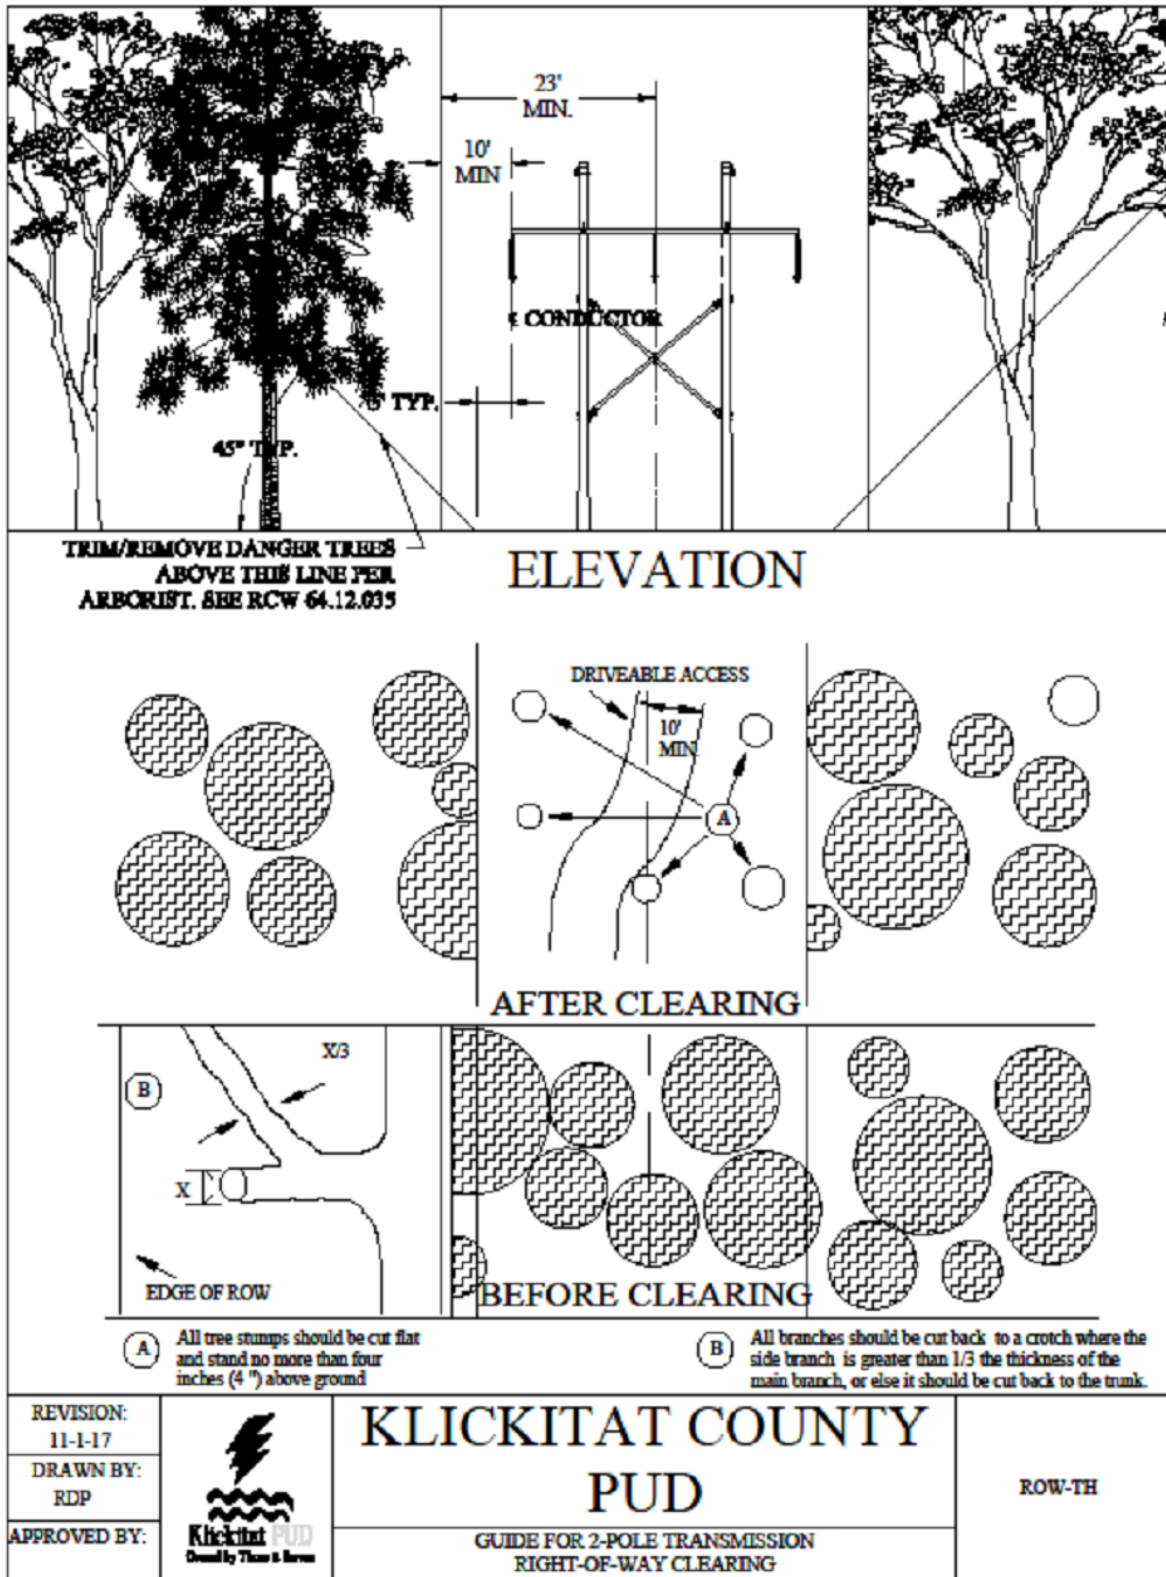 23'
MIN.
10'
MIN
℄ CONDUCTOR
5' TYP.
45° TYP.
TRIM/REMOVE DANGER TREES
ABOVE THIS LINE PER
ARBORIST. SEE RCW 64.12.035
ELEVATION
DRIVEABLE ACCESS
10'
MIN
A
AFTER CLEARING
X/3
B
X
EDGE OF ROW
BEFORE CLEARING
A
All tree stumps should be cut flat
and stand no more than four
inches (4 ") above ground
B
All branches should be cut back to a crotch where the
side branch is greater than 1/3 the thickness of the
main branch, or else it should be cut back to the trunk.
REVISION:
11-1-17
DRAWN BY:
RDP
APPROVED BY:
Klickitat PUD
KLICKITAT COUNTY
PUD
GUIDE FOR 2-POLE TRANSMISSION
RIGHT-OF-WAY CLEARING
ROW-TH